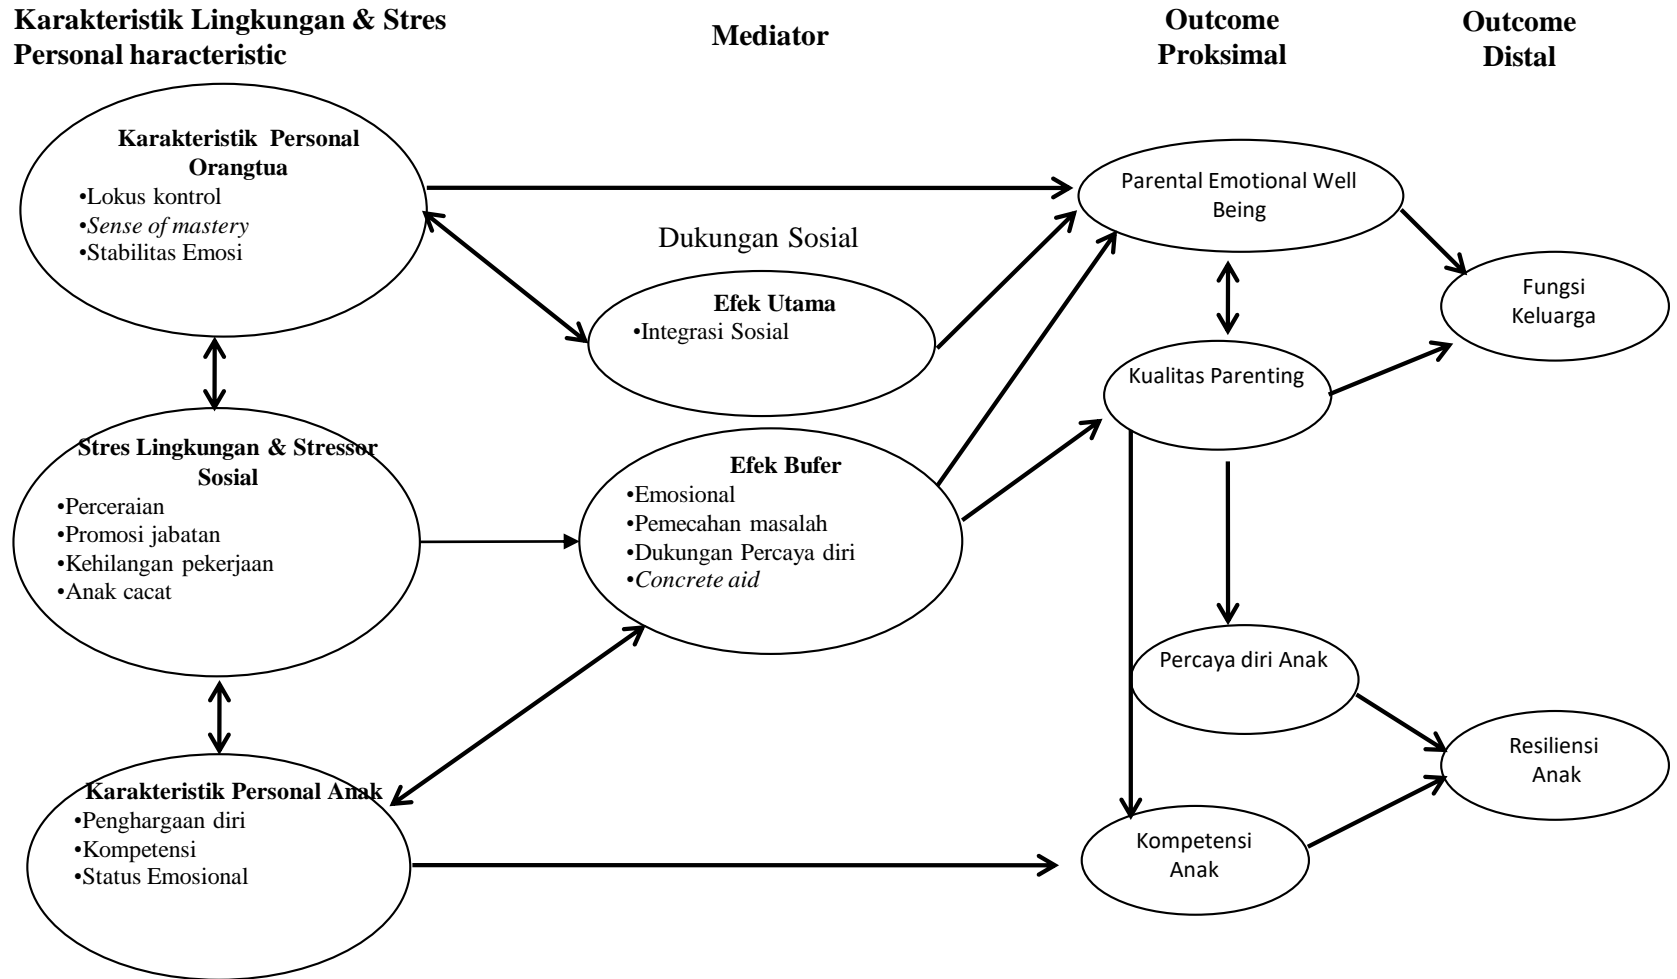 Karakteristik Lingkungan & Stres
Personal haracteristic
Mediator
Outcome
Proksimal
Outcome
Distal
Karakteristik Personal
Orangtua
•Lokus kontrol
•Sense of mastery
•Stabilitas Emosi
Dukungan Sosial
Efek Utama
•Integrasi Sosial
Parental Emotional Well
Being
Fungsi
Keluarga
Kualitas Parenting
Stres Lingkungan & Stressor
Sosial
•Perceraian
•Promosi jabatan
•Kehilangan pekerjaan
•Anak cacat
Efek Bufer
•Emosional
•Pemecahan masalah
•Dukungan Percaya diri
•Concrete aid
Percaya diri Anak
Resiliensi
Anak
Karakteristik Personal Anak
•Penghargaan diri
•Kompetensi
•Status Emosional
Kompetensi
Anak